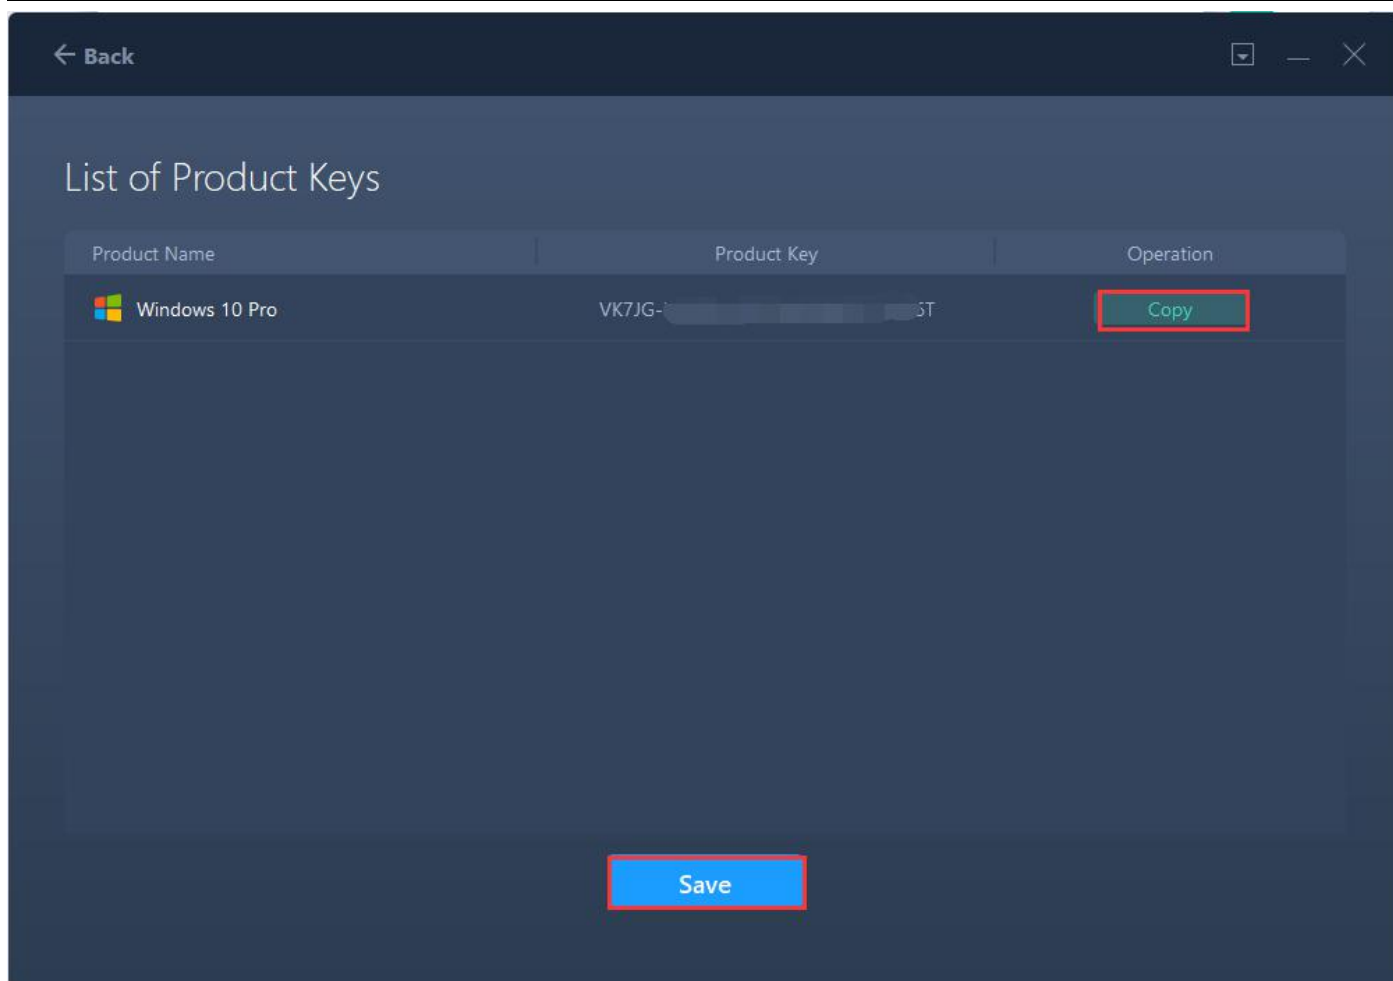 Back
List of Product Keys
Product Name Product Key Operation
Windows 10 Pro VK7JG- T Copy
Save